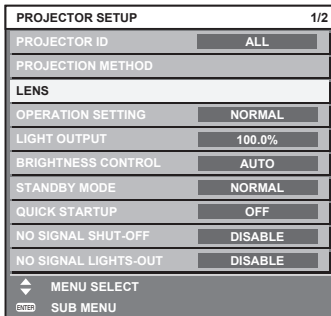 PROJECTOR SETUP 1/2
PROJECTOR ID ALL
PROJECTION METHOD
LENS
OPERATION SETTING NORMAL
LIGHT OUTPUT 100.0%
BRIGHTNESS CONTROL AUTO
STANDBY MODE NORMAL
QUICK STARTUP OFF
NO SIGNAL SHUT-OFF DISABLE
NO SIGNAL LIGHTS-OUT DISABLE
MENU SELECT
ENTER SUB MENU